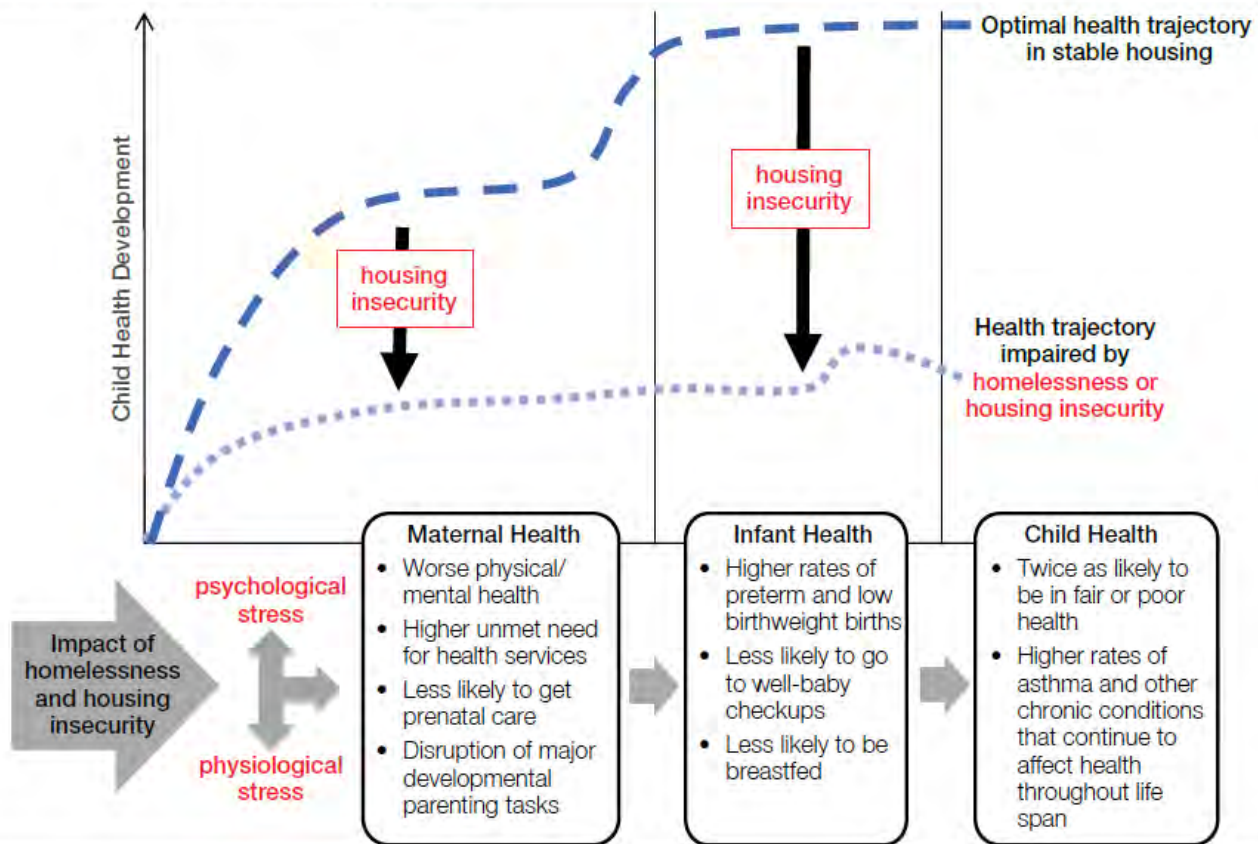 Optimal health trajectory
in stable housing
Child Health Development
housing
insecurity
housing
insecurity
Health trajectory
impaired by
homelessness or
housing insecurity
Impact of
homelessness
and housing
insecurity
psychological
stress
physiological
stress
Maternal Health
• Worse physical/
mental health
• Higher unmet need
for health services
• Less likely to get
prenatal care
• Disruption of major
developmental
parenting tasks
Infant Health
• Higher rates of
preterm and low
birthweight births
• Less likely to go
to well-baby
checkups
• Less likely to be
breastfed
Child Health
• Twice as likely to
be in fair or poor
health
• Higher rates of
asthma and other
chronic conditions
that continue to
affect health
throughout life
span